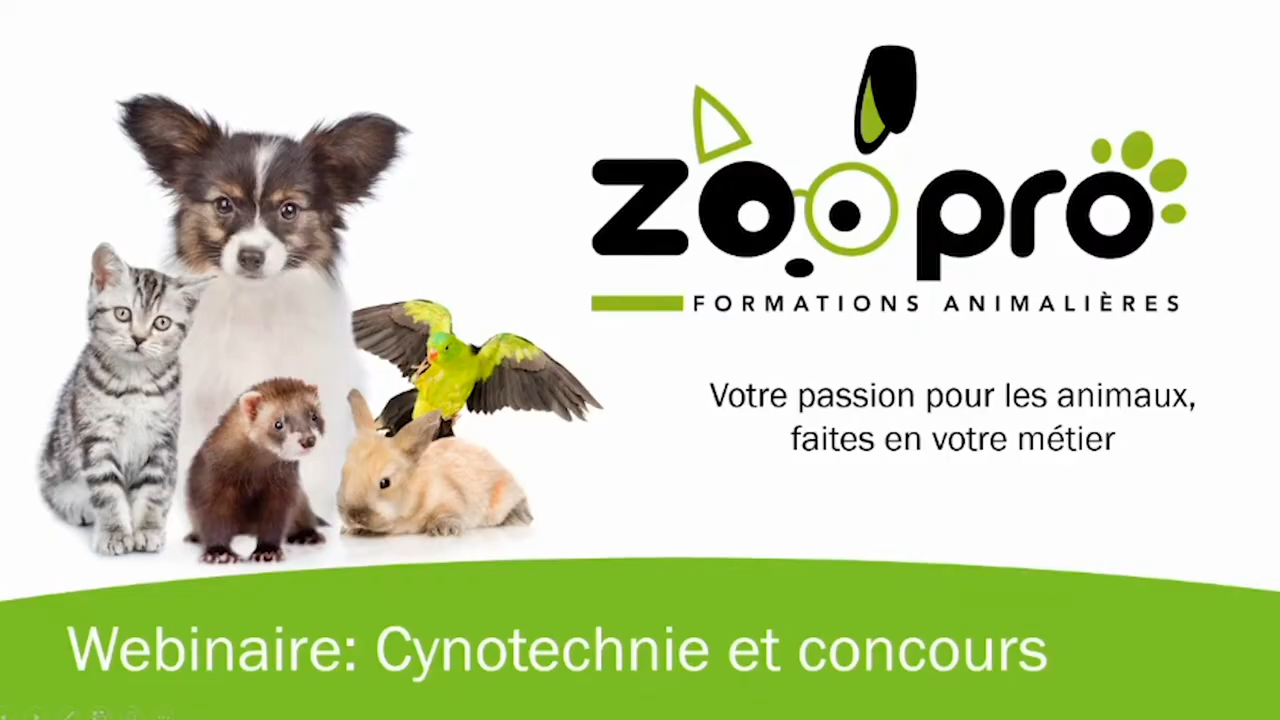 zoopro
FORMATIONS ANIMALIÈRES
Votre passion pour les animaux,
faites en votre métier
Webinaire: Cynotechnie et concours